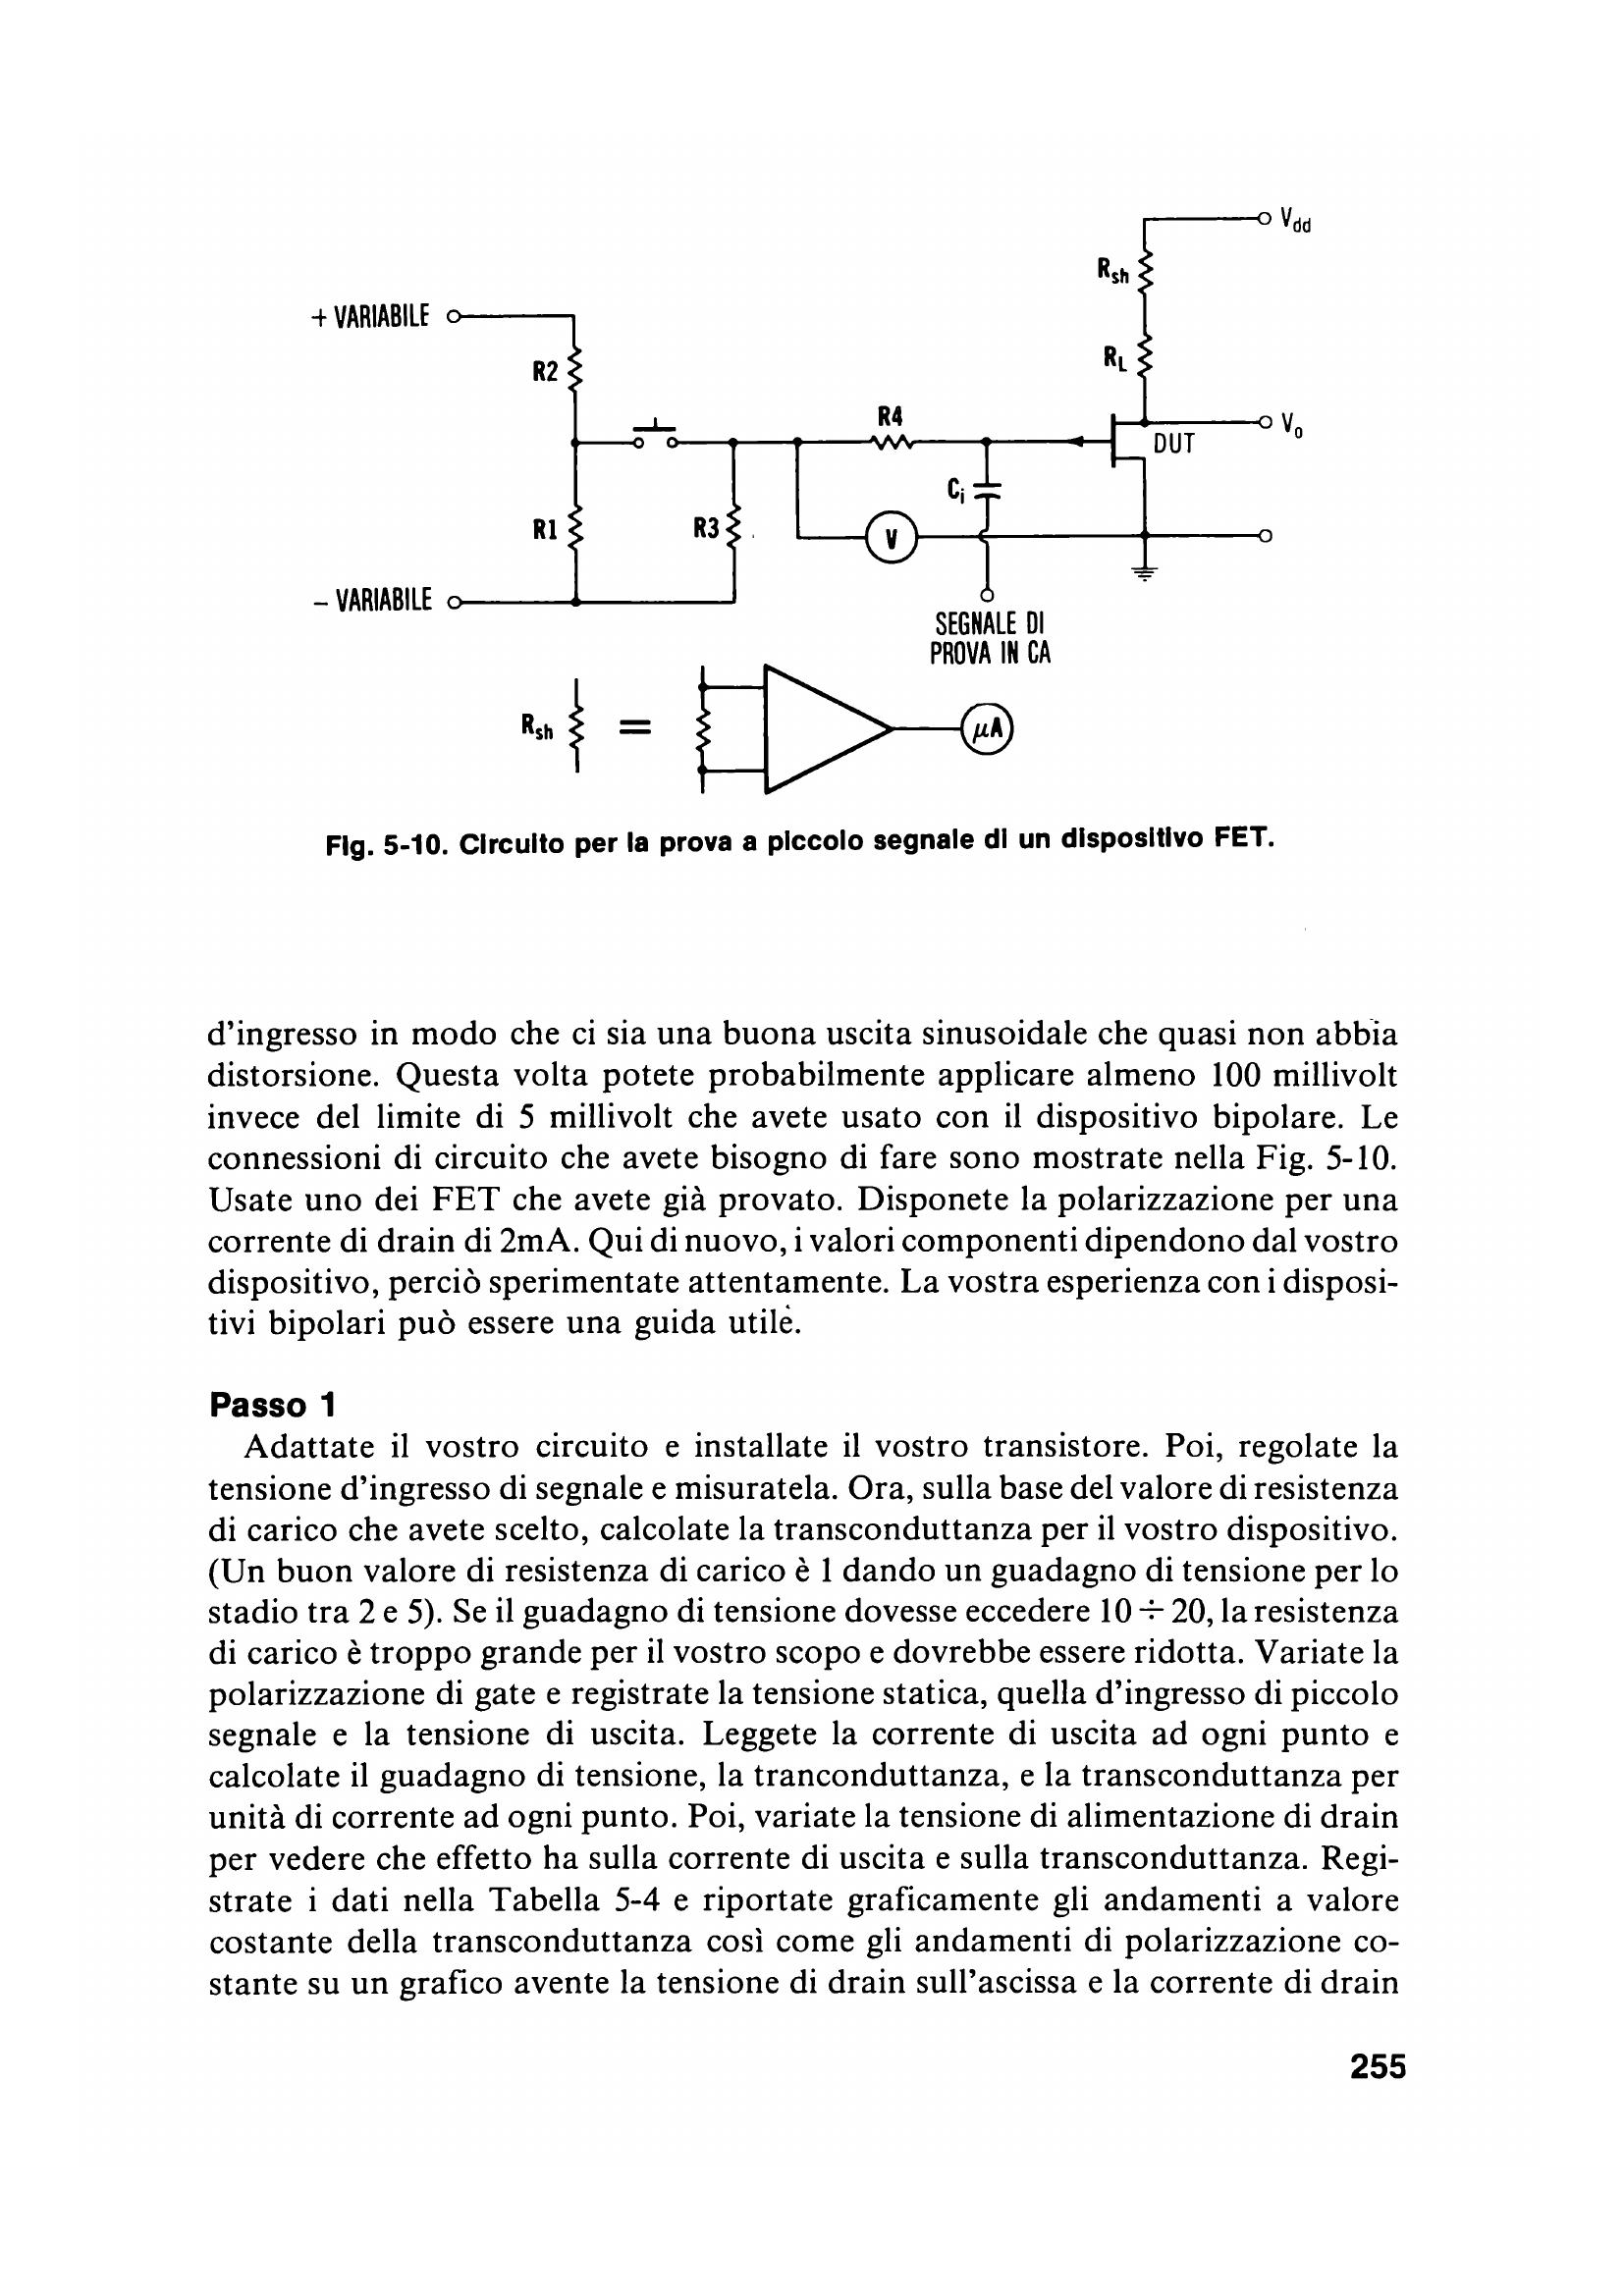 Vdd
Rsh
+ VARIABILE
R2
RL
R4
Vo
DUT
Ci
R1
R3
V
– VARIABILE
SEGNALE DI
PROVA IN CA
Rsh
=
μA
Fig. 5-10. Circuito per la prova a piccolo segnale di un dispositivo FET.
d'ingresso in modo che ci sia una buona uscita sinusoidale che quasi non abbia
distorsione. Questa volta potete probabilmente applicare almeno 100 millivolt
invece del limite di 5 millivolt che avete usato con il dispositivo bipolare. Le
connessioni di circuito che avete bisogno di fare sono mostrate nella Fig. 5-10.
Usate uno dei FET che avete già provato. Disponete la polarizzazione per una
corrente di drain di 2mA. Qui di nuovo, i valori componenti dipendono dal vostro
dispositivo, perciò sperimentate attentamente. La vostra esperienza con i disposi-
tivi bipolari può essere una guida utile.
Passo 1
Adattate il vostro circuito e installate il vostro transistore. Poi, regolate la
tensione d'ingresso di segnale e misuratela. Ora, sulla base del valore di resistenza
di carico che avete scelto, calcolate la transconduttanza per il vostro dispositivo.
(Un buon valore di resistenza di carico è 1 dando un guadagno di tensione per lo
stadio tra 2 e 5). Se il guadagno di tensione dovesse eccedere 10 ÷ 20, la resistenza
di carico è troppo grande per il vostro scopo e dovrebbe essere ridotta. Variate la
polarizzazione di gate e registrate la tensione statica, quella d'ingresso di piccolo
segnale e la tensione di uscita. Leggete la corrente di uscita ad ogni punto e
calcolate il guadagno di tensione, la tranconduttanza, e la transconduttanza per
unità di corrente ad ogni punto. Poi, variate la tensione di alimentazione di drain
per vedere che effetto ha sulla corrente di uscita e sulla transconduttanza. Regi-
strate i dati nella Tabella 5-4 e riportate graficamente gli andamenti a valore
costante della transconduttanza così come gli andamenti di polarizzazione co-
stante su un grafico avente la tensione di drain sull'ascissa e la corrente di drain
255